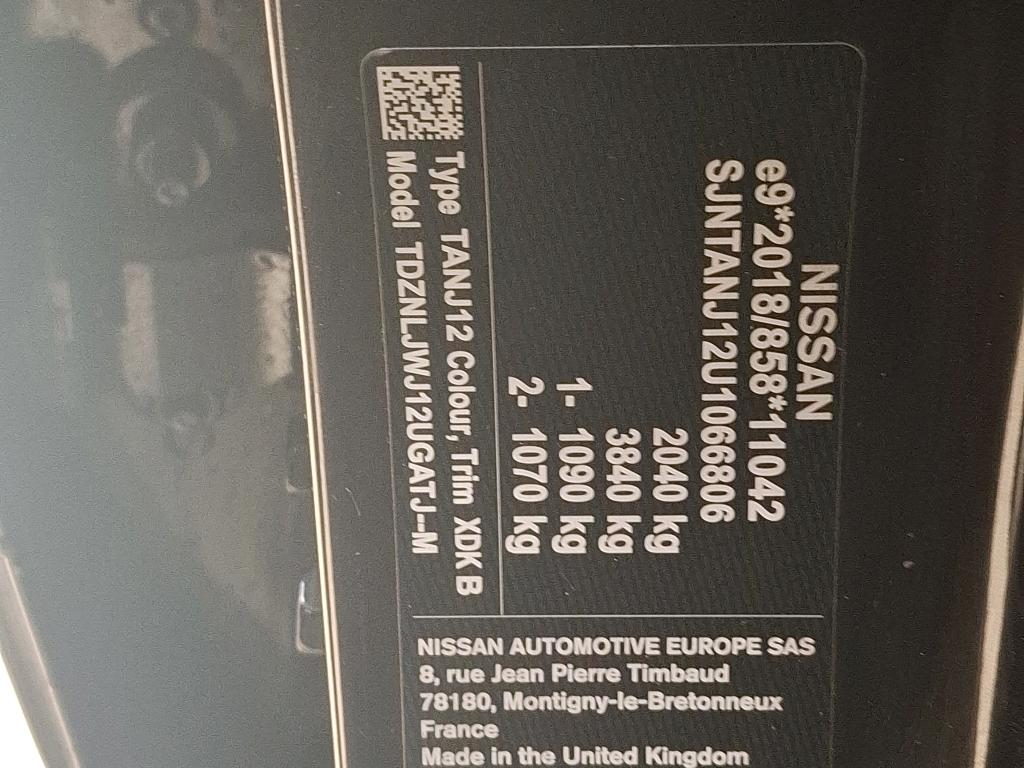 NISSAN
e9*2018/858*11042
SJNTANJ12U1066806
2040 kg
3840 kg
1- 1090 kg
2- 1070 kg
Type TANJ12 Colour, Trim XDK B
Model TDZNLJWJ12UGATJ--M
NISSAN AUTOMOTIVE EUROPE SAS
8, rue Jean Pierre Timbaud
78180, Montigny-le-Bretonneux
France
Made in the United Kingdom